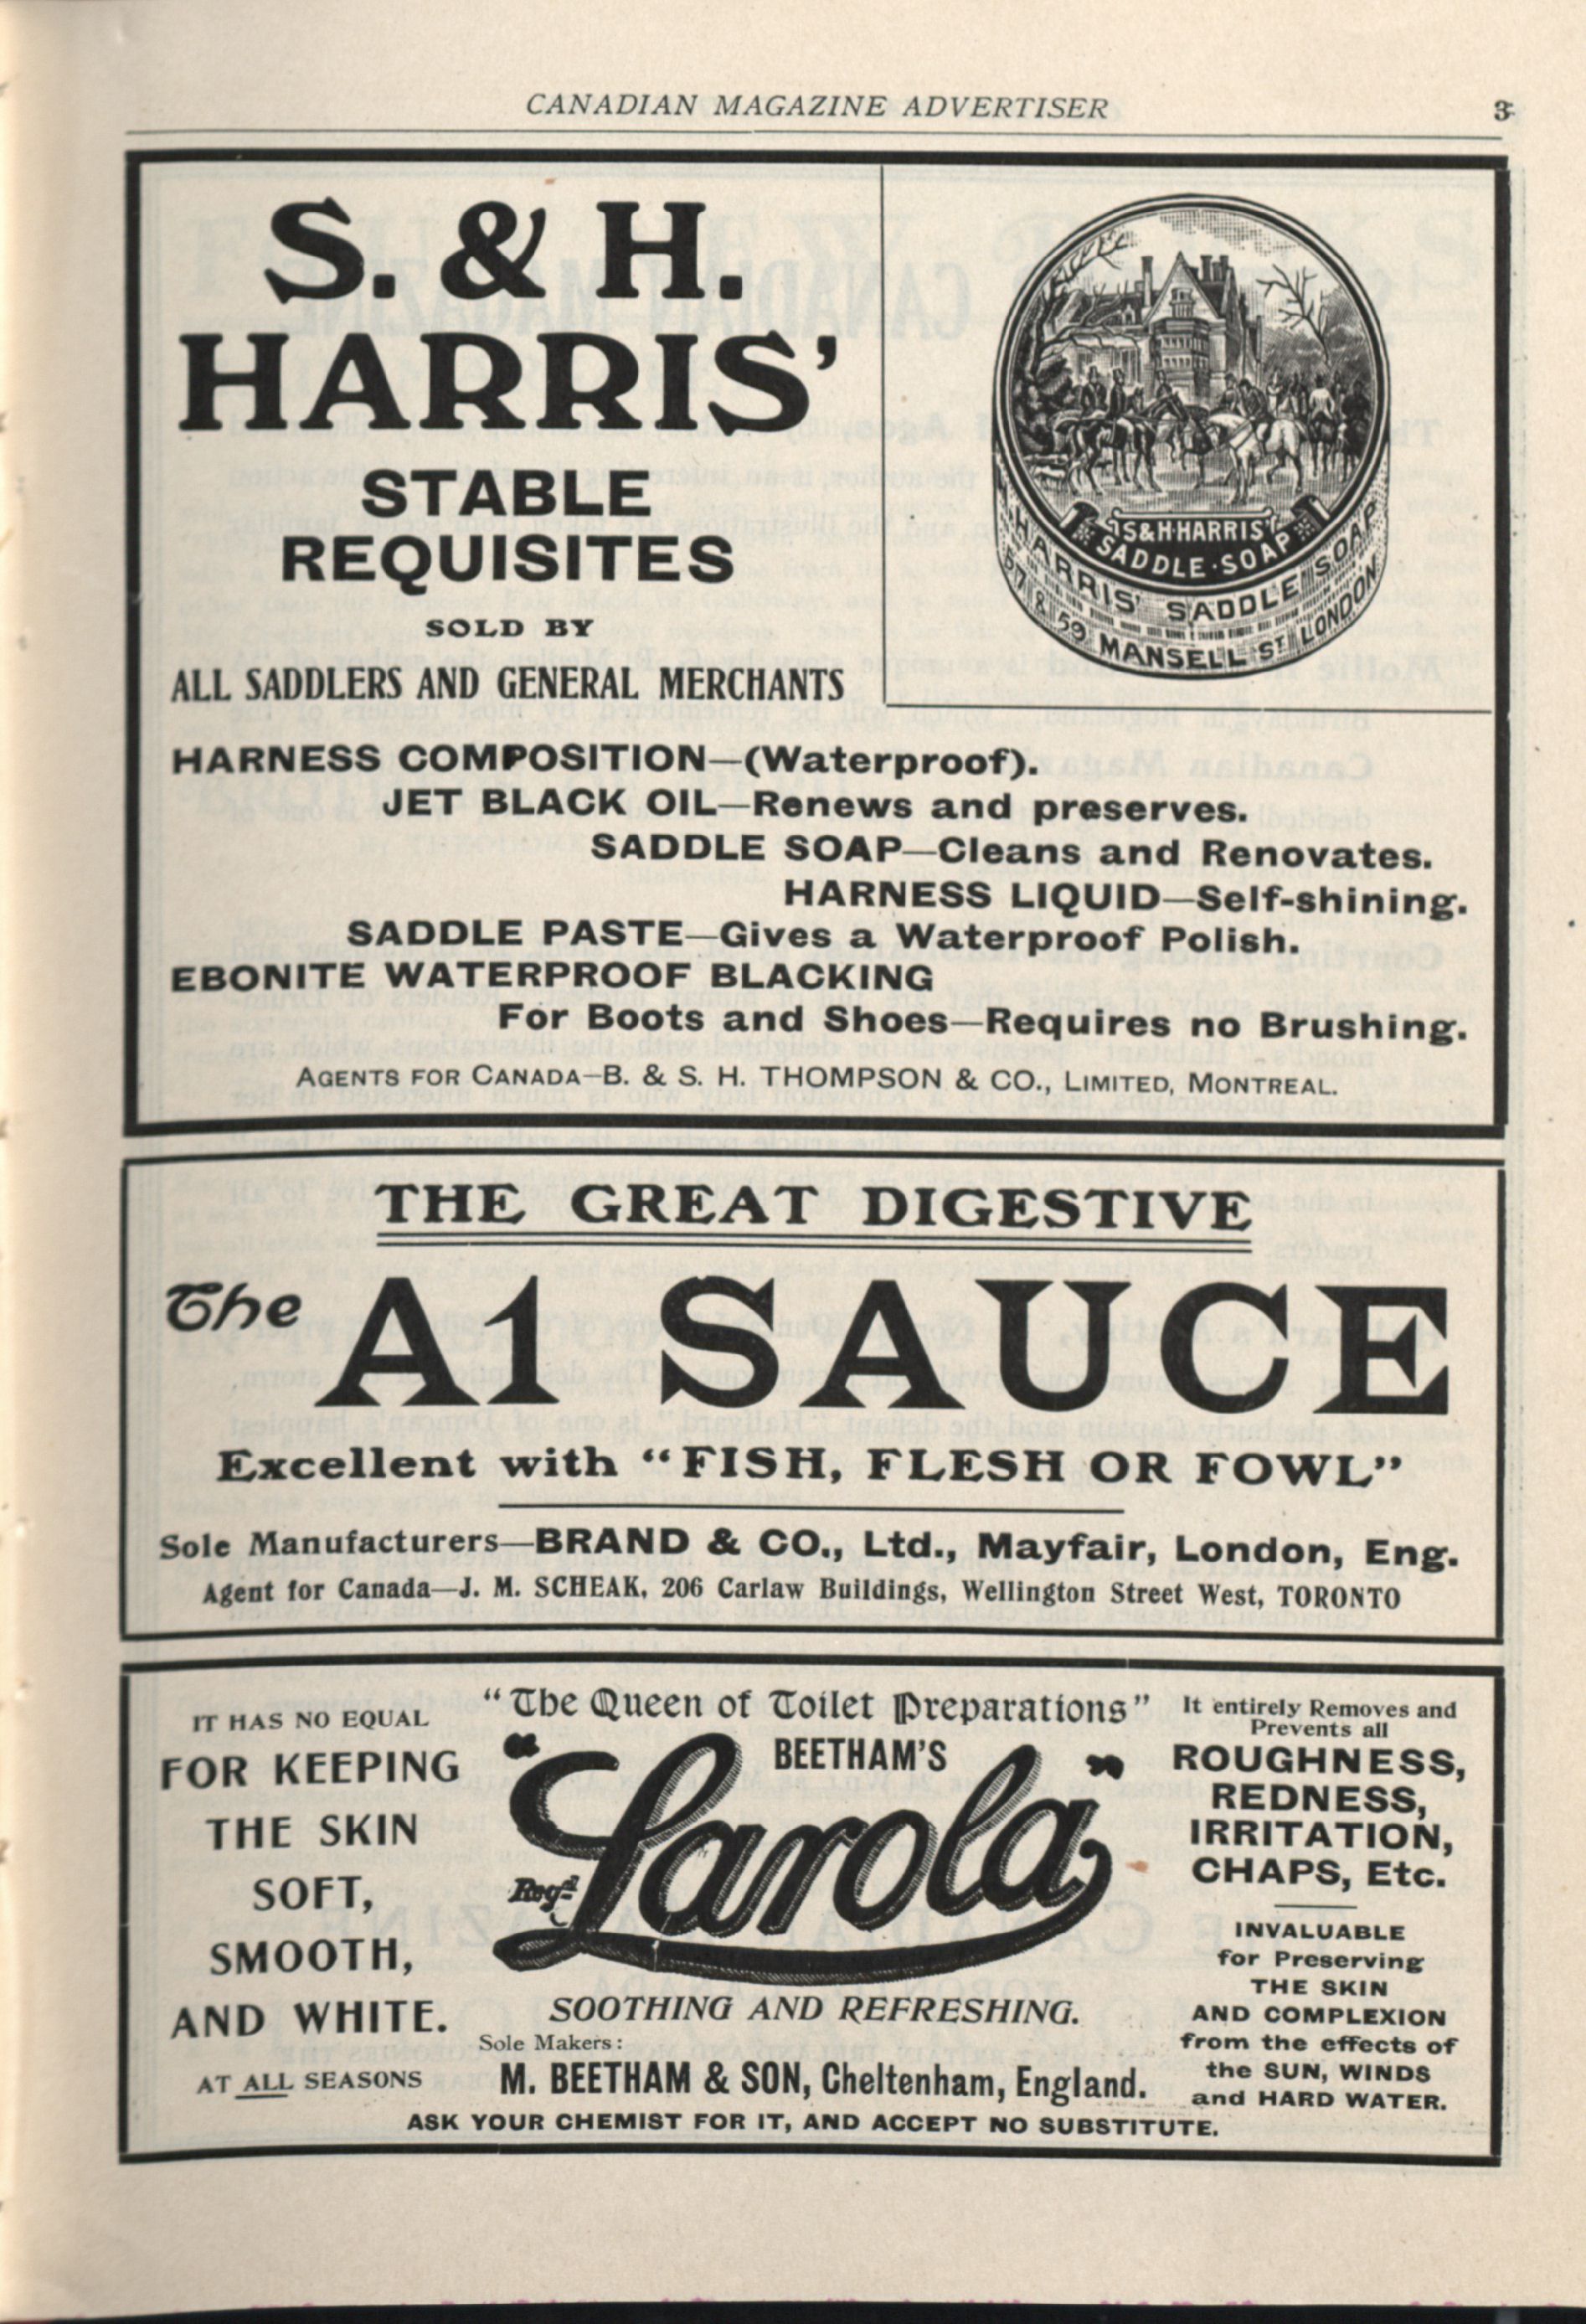 CANADIAN MAGAZINE ADVERTISER 3
S. & H.
HARRIS'
STABLE
REQUISITES
SOLD BY
ALL SADDLERS AND GENERAL MERCHANTS
S&H·HARRIS'
SADDLE·SOAP
HARRIS' SADDLE SOAP
57 & 59 MANSELL ST LONDON
HARNESS COMPOSITION—(Waterproof).
JET BLACK OIL—Renews and preserves.
SADDLE SOAP—Cleans and Renovates.
HARNESS LIQUID—Self-shining.
SADDLE PASTE—Gives a Waterproof Polish.
EBONITE WATERPROOF BLACKING
For Boots and Shoes—Requires no Brushing.
AGENTS FOR CANADA—B. & S. H. THOMPSON & CO., LIMITED, MONTREAL.
THE GREAT DIGESTIVE
The A1 SAUCE
Excellent with "FISH, FLESH OR FOWL"
Sole Manufacturers—BRAND & CO., Ltd., Mayfair, London, Eng.
Agent for Canada—J. M. SCHEAK, 206 Carlaw Buildings, Wellington Street West, TORONTO
IT HAS NO EQUAL
FOR KEEPING
THE SKIN
SOFT,
SMOOTH,
AND WHITE.
AT ALL SEASONS
"The Queen of Toilet Preparations"
BEETHAM'S
"Larola"
Regd
SOOTHING AND REFRESHING.
Sole Makers:
M. BEETHAM & SON, Cheltenham, England.
It entirely Removes and
Prevents all
ROUGHNESS,
REDNESS,
IRRITATION,
CHAPS, Etc.
INVALUABLE
for Preserving
THE SKIN
AND COMPLEXION
from the effects of
the SUN, WINDS
and HARD WATER.
ASK YOUR CHEMIST FOR IT, AND ACCEPT NO SUBSTITUTE.